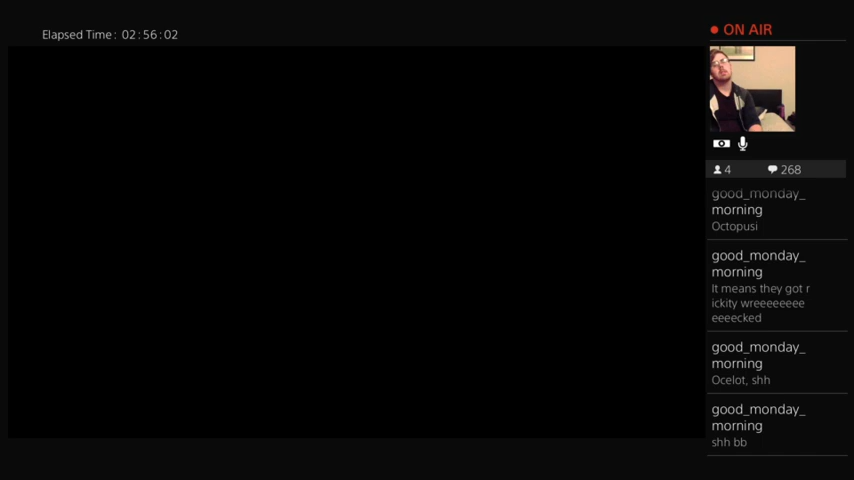 Elapsed Time: 02:56:02
ON AIR
4 268
good_monday_
morning
Octopusi
good_monday_
morning
It means they got r
ickity wreeeeeeee
eeeecked
good_monday_
morning
Ocelot, shh
good_monday_
morning
shh bb